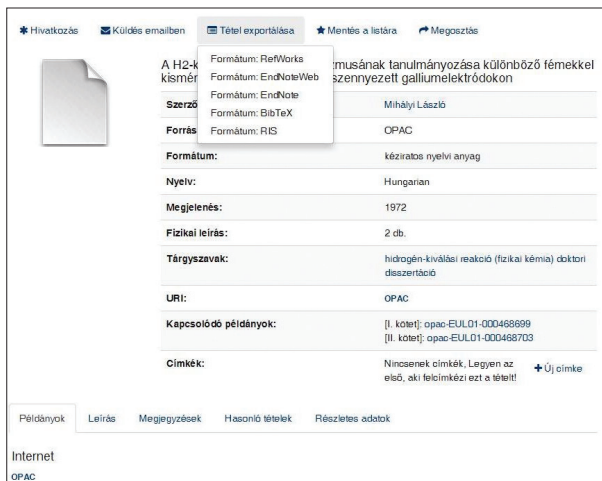 Hivatkozás Küldés emailben Tétel exportálása Mentés a listára Megosztás
Formátum: RefWorks
Formátum: EndNoteWeb
Formátum: EndNote
Formátum: BibTeX
Formátum: RIS
A H2-k zmusának tanulmányozása különböző fémekkel
kismér szennyezett galliumelektródokon
Szerző Mihályi László
Forrás OPAC
Formátum: kéziratos nyelvi anyag
Nyelv: Hungarian
Megjelenés: 1972
Fizikai leírás: 2 db.
Tárgyszavak: hidrogén-kiválási reakció (fizikai kémia) doktori
disszertáció
URI: OPAC
Kapcsolódó példányok: [I. kötet]: opac-EUL01-000468699
[II. kötet]: opac-EUL01-000468703
Címkék: Nincsenek címkék, Legyen az
első, aki felcímkézi ezt a tételt! Új címke
Példányok Leírás Megjegyzések Hasonló tételek Részletes adatok
Internet
OPAC